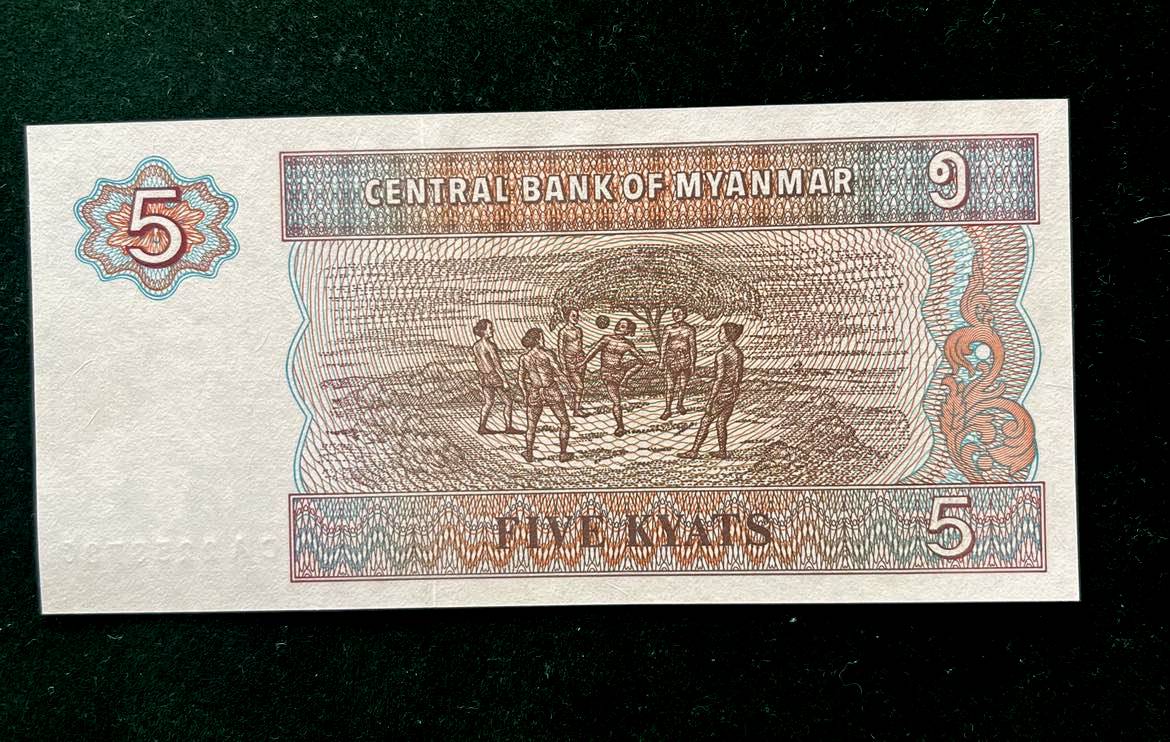 5
CENTRAL BANK OF MYANMAR ၅
FIVE KYATS 5